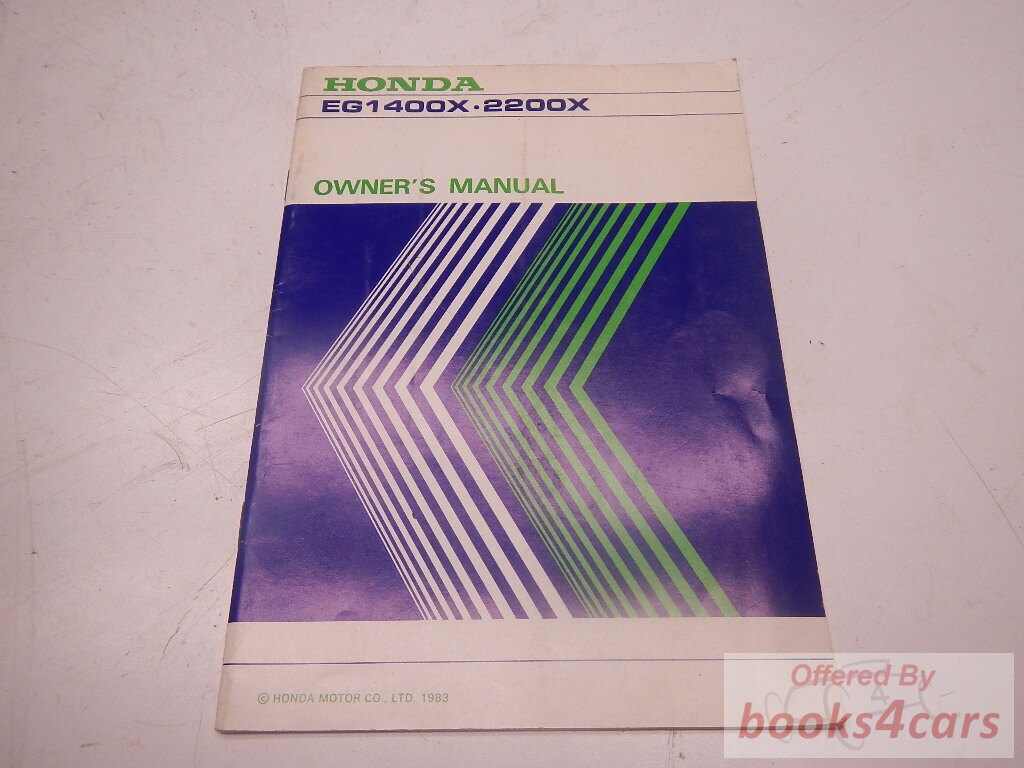 HONDA
EG1400X·2200X
OWNER'S MANUAL
© HONDA MOTOR CO., LTD. 1983
Offered By
books4cars